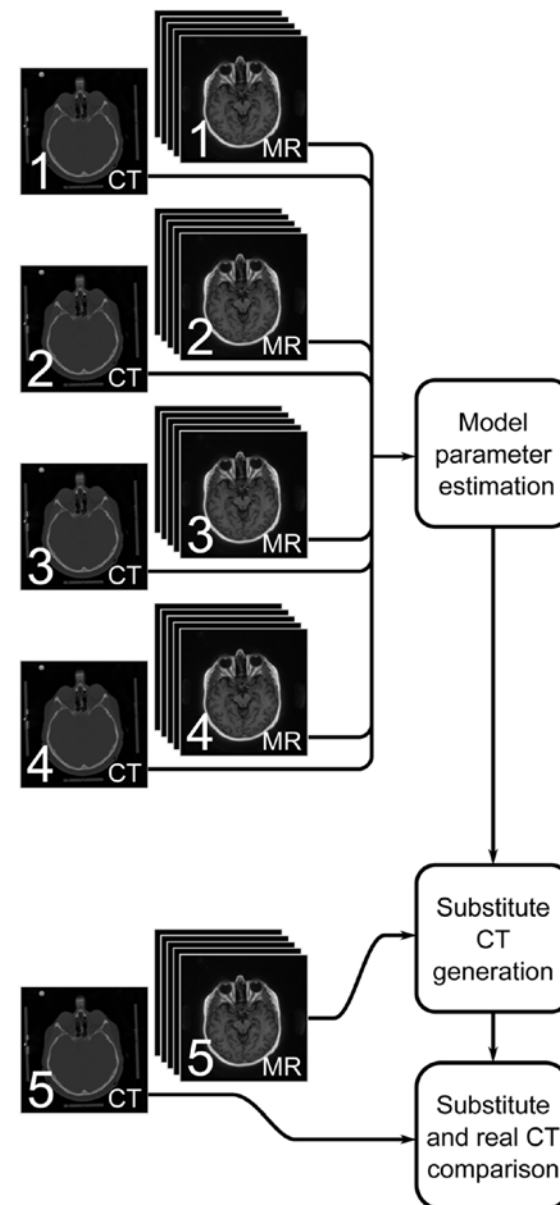 1
CT
1
MR
2
CT
2
MR
3
CT
3
MR
4
CT
4
MR
Model
parameter
estimation
5
CT
5
MR
Substitute
CT
generation
Substitute
and real CT
comparison